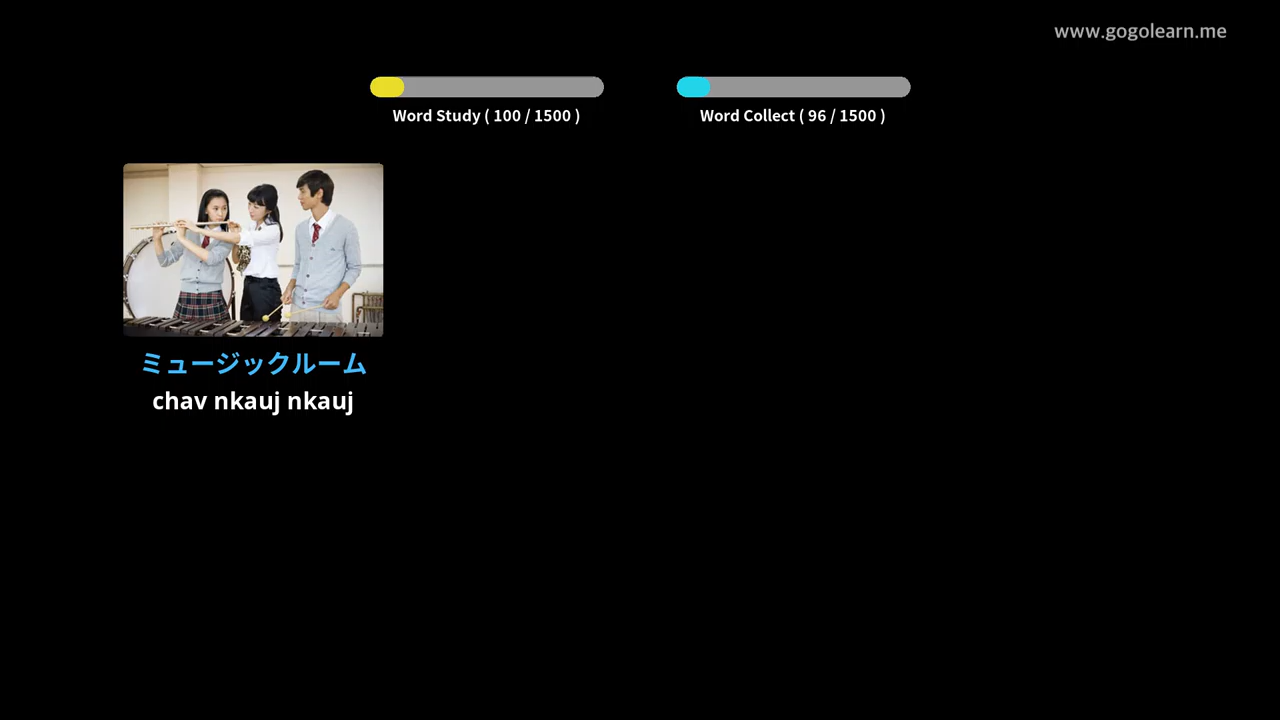 www.gogolearn.me
Word Study ( 100 / 1500 )
Word Collect ( 96 / 1500 )
ミュージックルーム
chav nkauj nkauj